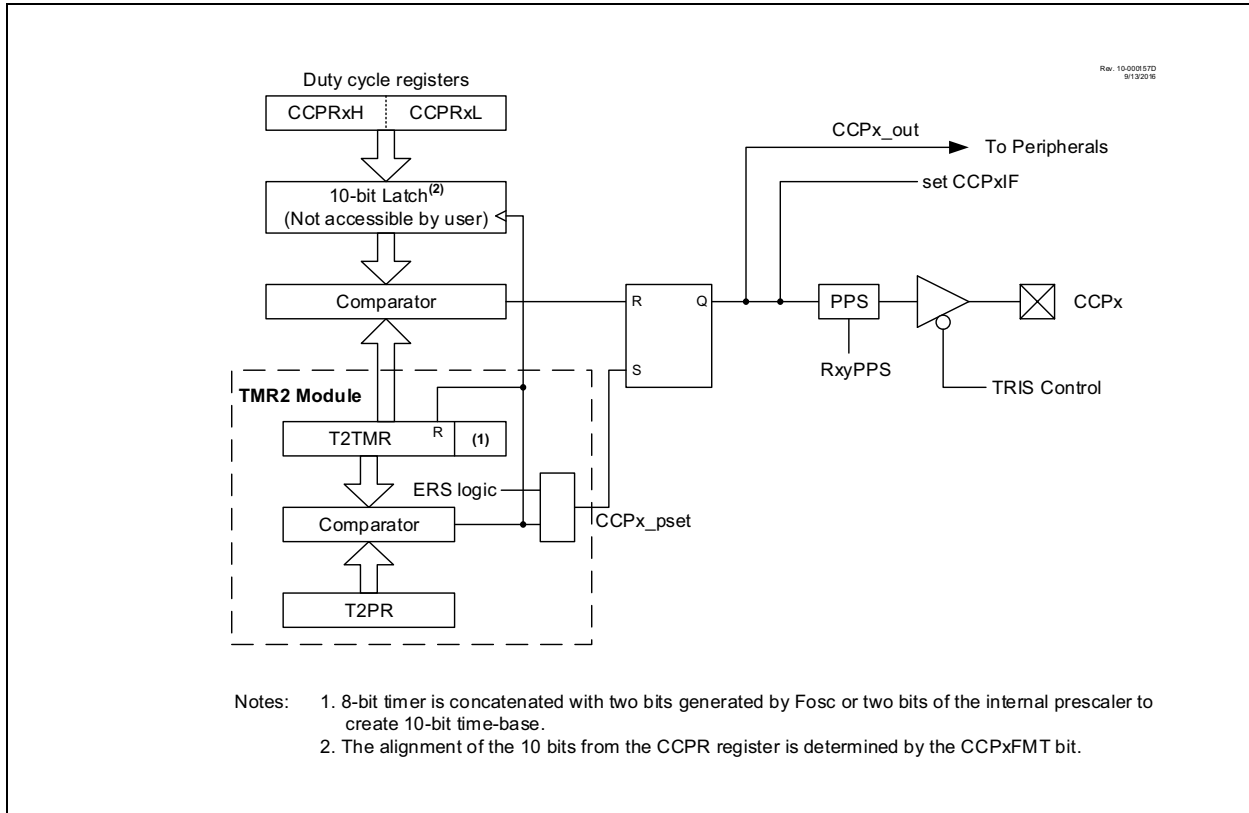 Rev. 10-000157D
9/13/2016
Duty cycle registers
CCPRxH CCPRxL
CCPx_out
To Peripherals
set CCPxIF
10-bit Latch(2)
(Not accessible by user)
Comparator
R Q
S
PPS
CCPx
RxyPPS
TRIS Control
TMR2 Module
T2TMR R (1)
ERS logic
CCPx_pset
Comparator
T2PR
Notes: 1. 8-bit timer is concatenated with two bits generated by Fosc or two bits of the internal prescaler to
create 10-bit time-base.
2. The alignment of the 10 bits from the CCPR register is determined by the CCPxFMT bit.